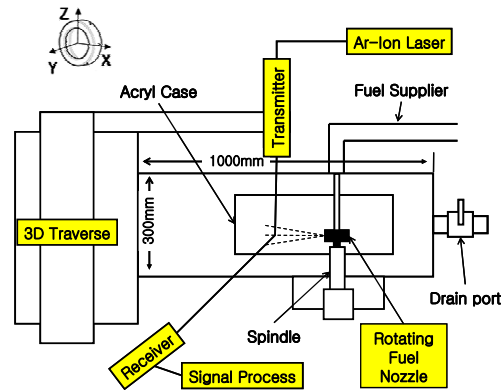 Z
Y
X
Ar-Ion Laser
Transmitter
Acryl Case
Fuel Supplier
1000mm
300mm
3D Traverse
Drain port
Spindle
Receiver
Signal Process
Rotating
Fuel
Nozzle